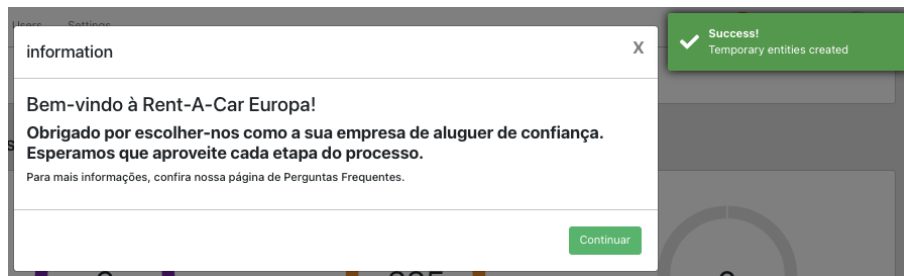 Users Settings
information
X
Success!
Temporary entities created
Bem-vindo à Rent-A-Car Europa!
Obrigado por escolher-nos como a sua empresa de aluguer de confiança.
Esperamos que aproveite cada etapa do processo.
Para mais informações, confira nossa página de Perguntas Frequentes.
Continuar